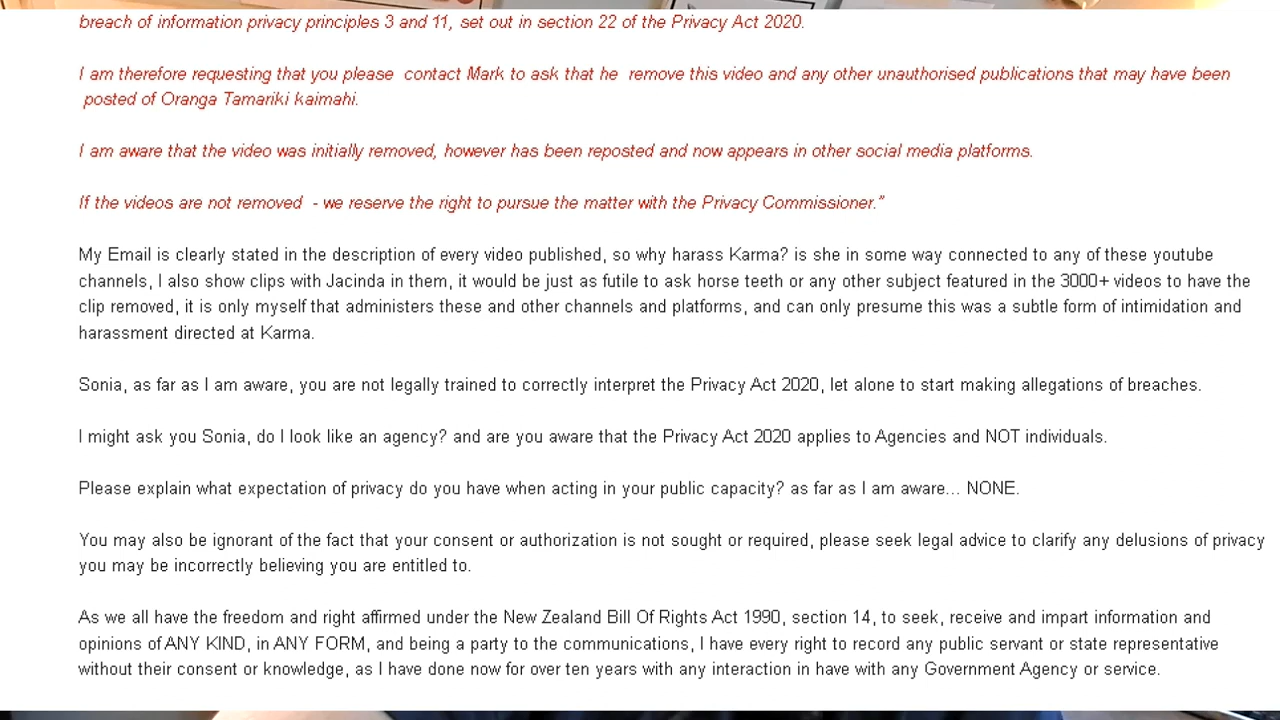 breach of information privacy principles 3 and 11, set out in section 22 of the Privacy Act 2020.
I am therefore requesting that you please  contact Mark to ask that he  remove this video and any other unauthorised publications that may have been
posted of Oranga Tamariki kaimahi.
I am aware that the video was initially removed, however has been reposted and now appears in other social media platforms.
If the videos are not removed  - we reserve the right to pursue the matter with the Privacy Commissioner.”
My Email is clearly stated in the description of every video published, so why harass Karma? is she in some way connected to any of these youtube
channels, I also show clips with Jacinda in them, it would be just as futile to ask horse teeth or any other subject featured in the 3000+ videos to have the
clip removed, it is only myself that administers these and other channels and platforms, and can only presume this was a subtle form of intimidation and
harassment directed at Karma.
Sonia, as far as I am aware, you are not legally trained to correctly interpret the Privacy Act 2020, let alone to start making allegations of breaches.
I might ask you Sonia, do I look like an agency? and are you aware that the Privacy Act 2020 applies to Agencies and NOT individuals.
Please explain what expectation of privacy do you have when acting in your public capacity? as far as I am aware... NONE.
You may also be ignorant of the fact that your consent or authorization is not sought or required, please seek legal advice to clarify any delusions of privacy
you may be incorrectly believing you are entitled to.
As we all have the freedom and right affirmed under the New Zealand Bill Of Rights Act 1990, section 14, to seek, receive and impart information and
opinions of ANY KIND, in ANY FORM, and being a party to the communications, I have every right to record any public servant or state representative
without their consent or knowledge, as I have done now for over ten years with any interaction in have with any Government Agency or service.